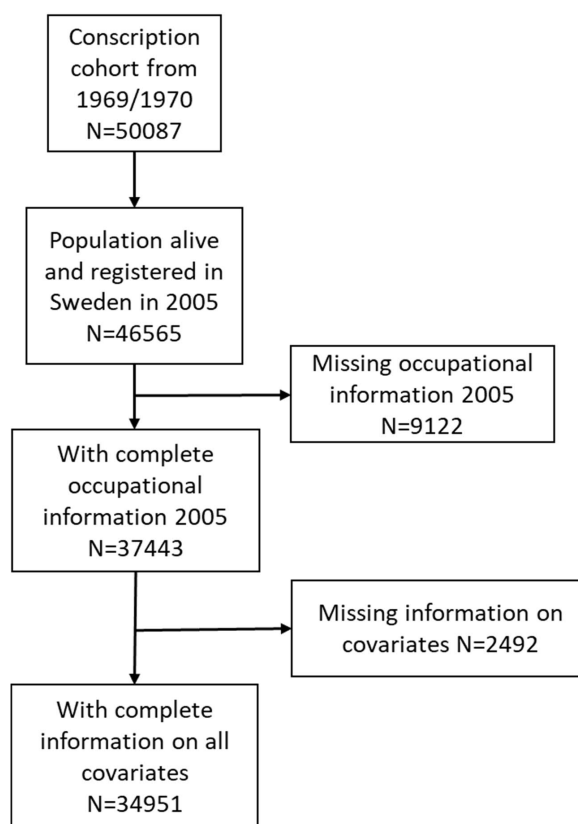 Conscription
cohort from
1969/1970
N=50087
Population alive
and registered in
Sweden in 2005
N=46565
Missing occupational
information 2005
N=9122
With complete
occupational
information 2005
N=37443
Missing information on
covariates N=2492
With complete
information on all
covariates
N=34951